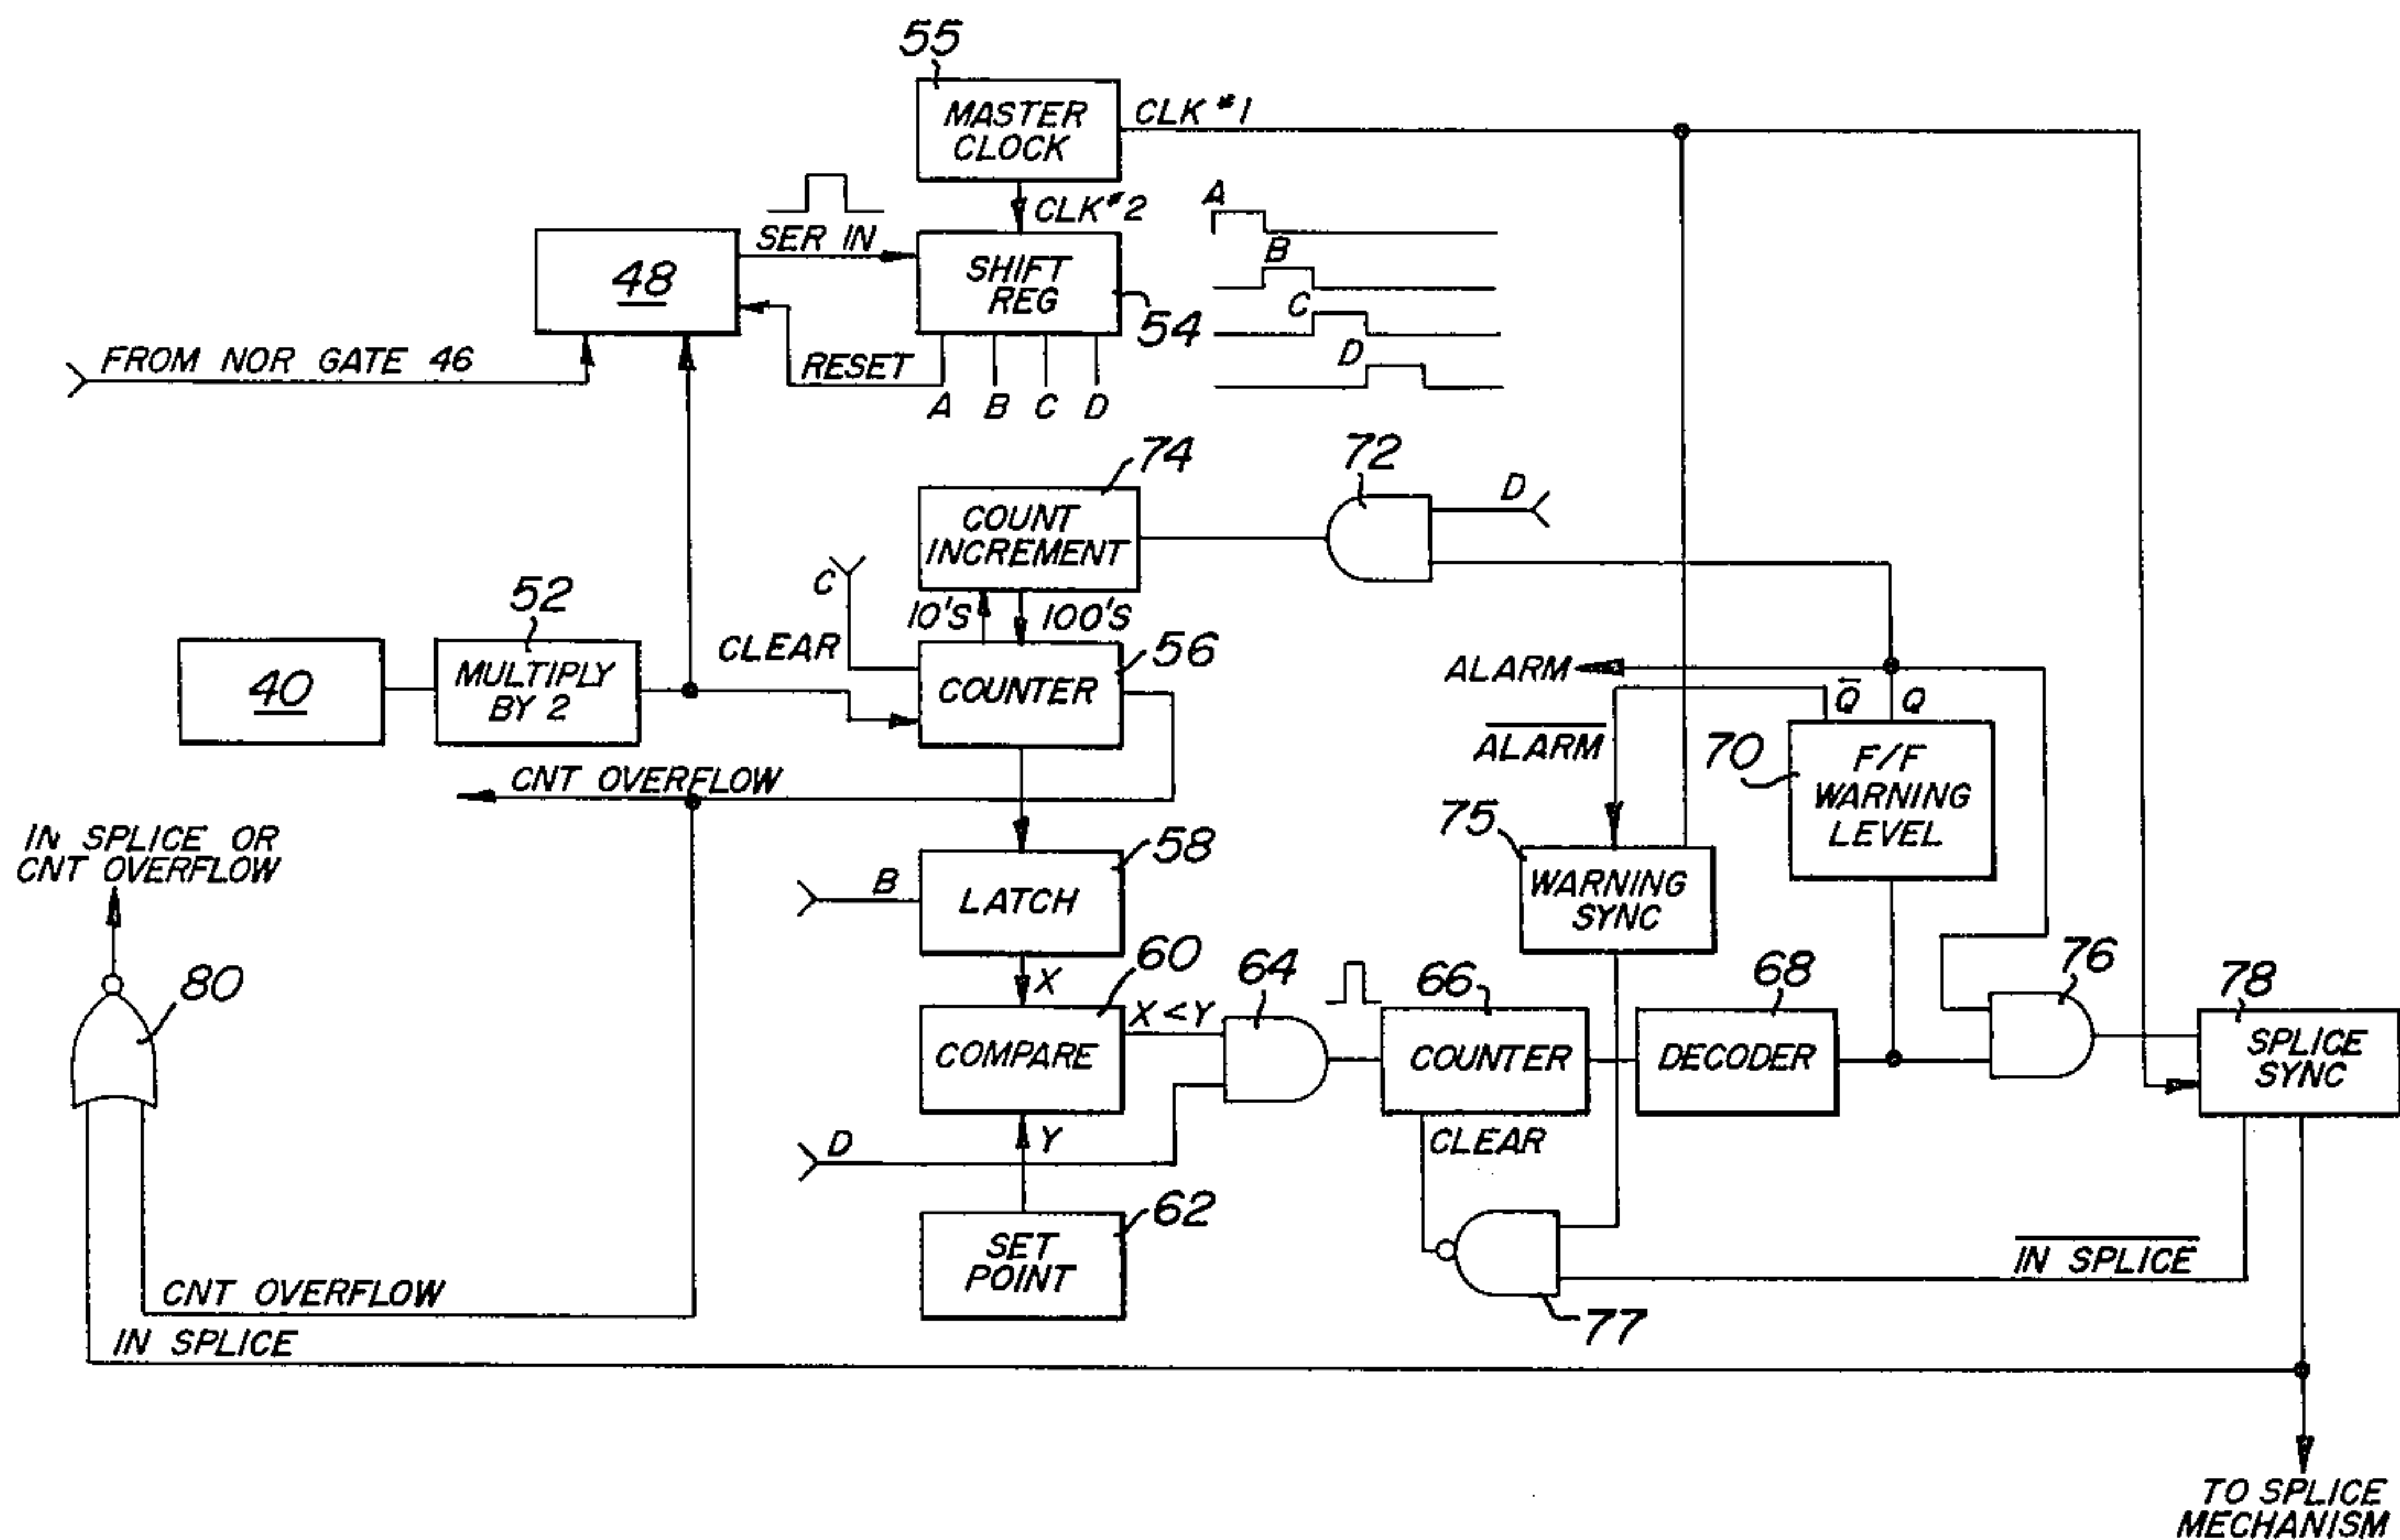 55
MASTER
CLOCK
CLK #1
CLK #2
SER IN
48
SHIFT
REG
54
A
B
C
D
FROM NOR GATE 46
RESET
A B C D
74
72
D
COUNT
INCREMENT
C
10'S
100'S
52
CLEAR
56
40
MULTIPLY
BY 2
COUNTER
ALARM
Q̅ Q
A̅L̅A̅R̅M̅
70
F/F
WARNING
LEVEL
CNT OVERFLOW
IN SPLICE OR
CNT OVERFLOW
75
58
B
LATCH
WARNING
SYNC
80
60
X
64
66
68
76
78
X < Y
COMPARE
COUNTER
DECODER
SPLICE
SYNC
D
Y
CLEAR
62
SET
POINT
I̅N̅ S̅P̅L̅I̅C̅E̅
77
CNT OVERFLOW
IN SPLICE
TO SPLICE
MECHANISM